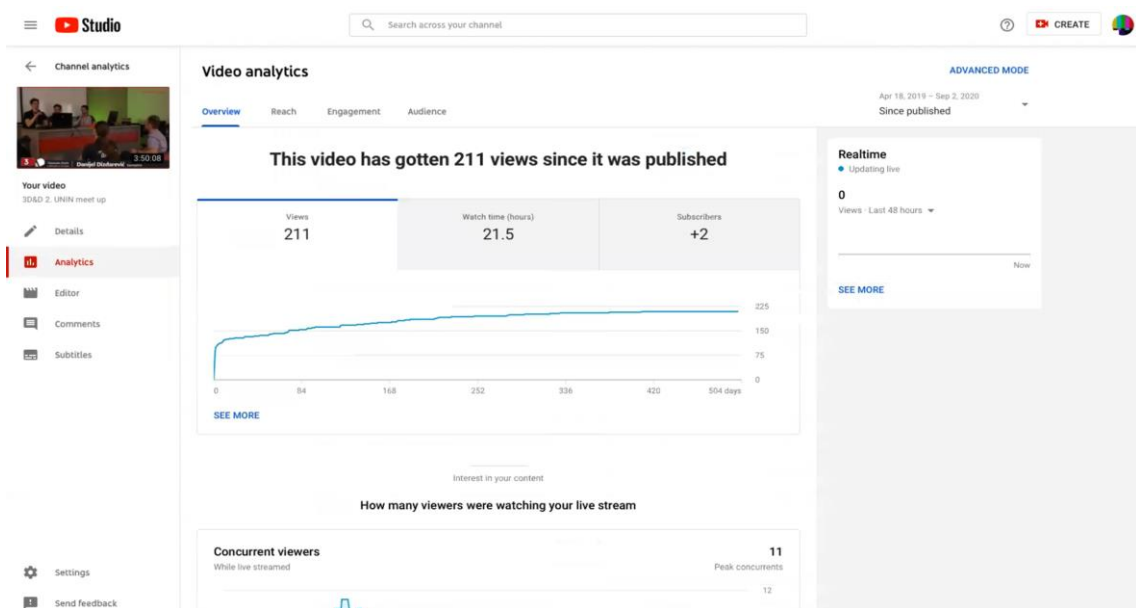 Studio
Search across your channel
CREATE
Channel analytics
3:50:08
Your video
3D&D 2. UNIN meet up
Details
Analytics
Editor
Comments
Subtitles
Settings
Send feedback
Video analytics
ADVANCED MODE
Overview Reach Engagement Audience
Apr 18, 2019 – Sep 2, 2020
Since published
This video has gotten 211 views since it was published
Views
211
Watch time (hours)
21.5
Subscribers
+2
225
150
75
0
0 84 168 252 336 420 504 days
SEE MORE
Interest in your content
How many viewers were watching your live stream
Concurrent viewers
While live streamed
11
Peak concurrents
12
Realtime
Updating live
0
Views · Last 48 hours
Now
SEE MORE